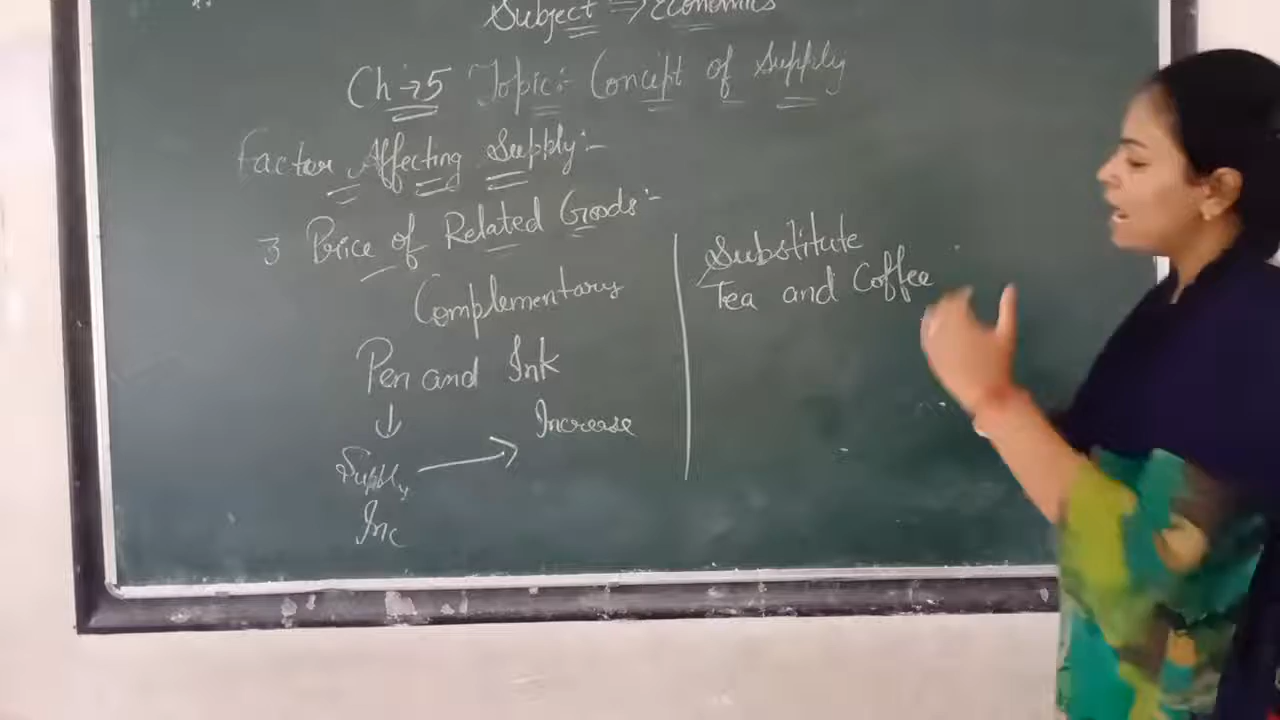 Subject => Economics
Ch:→5 Topic:- Concept of Supply
Factor Affecting Supply:-
3 Price of Related Goods:-
Complementary
Pen and Ink
↓
Increase
Supply →
Inc
Substitute
Tea and Coffee